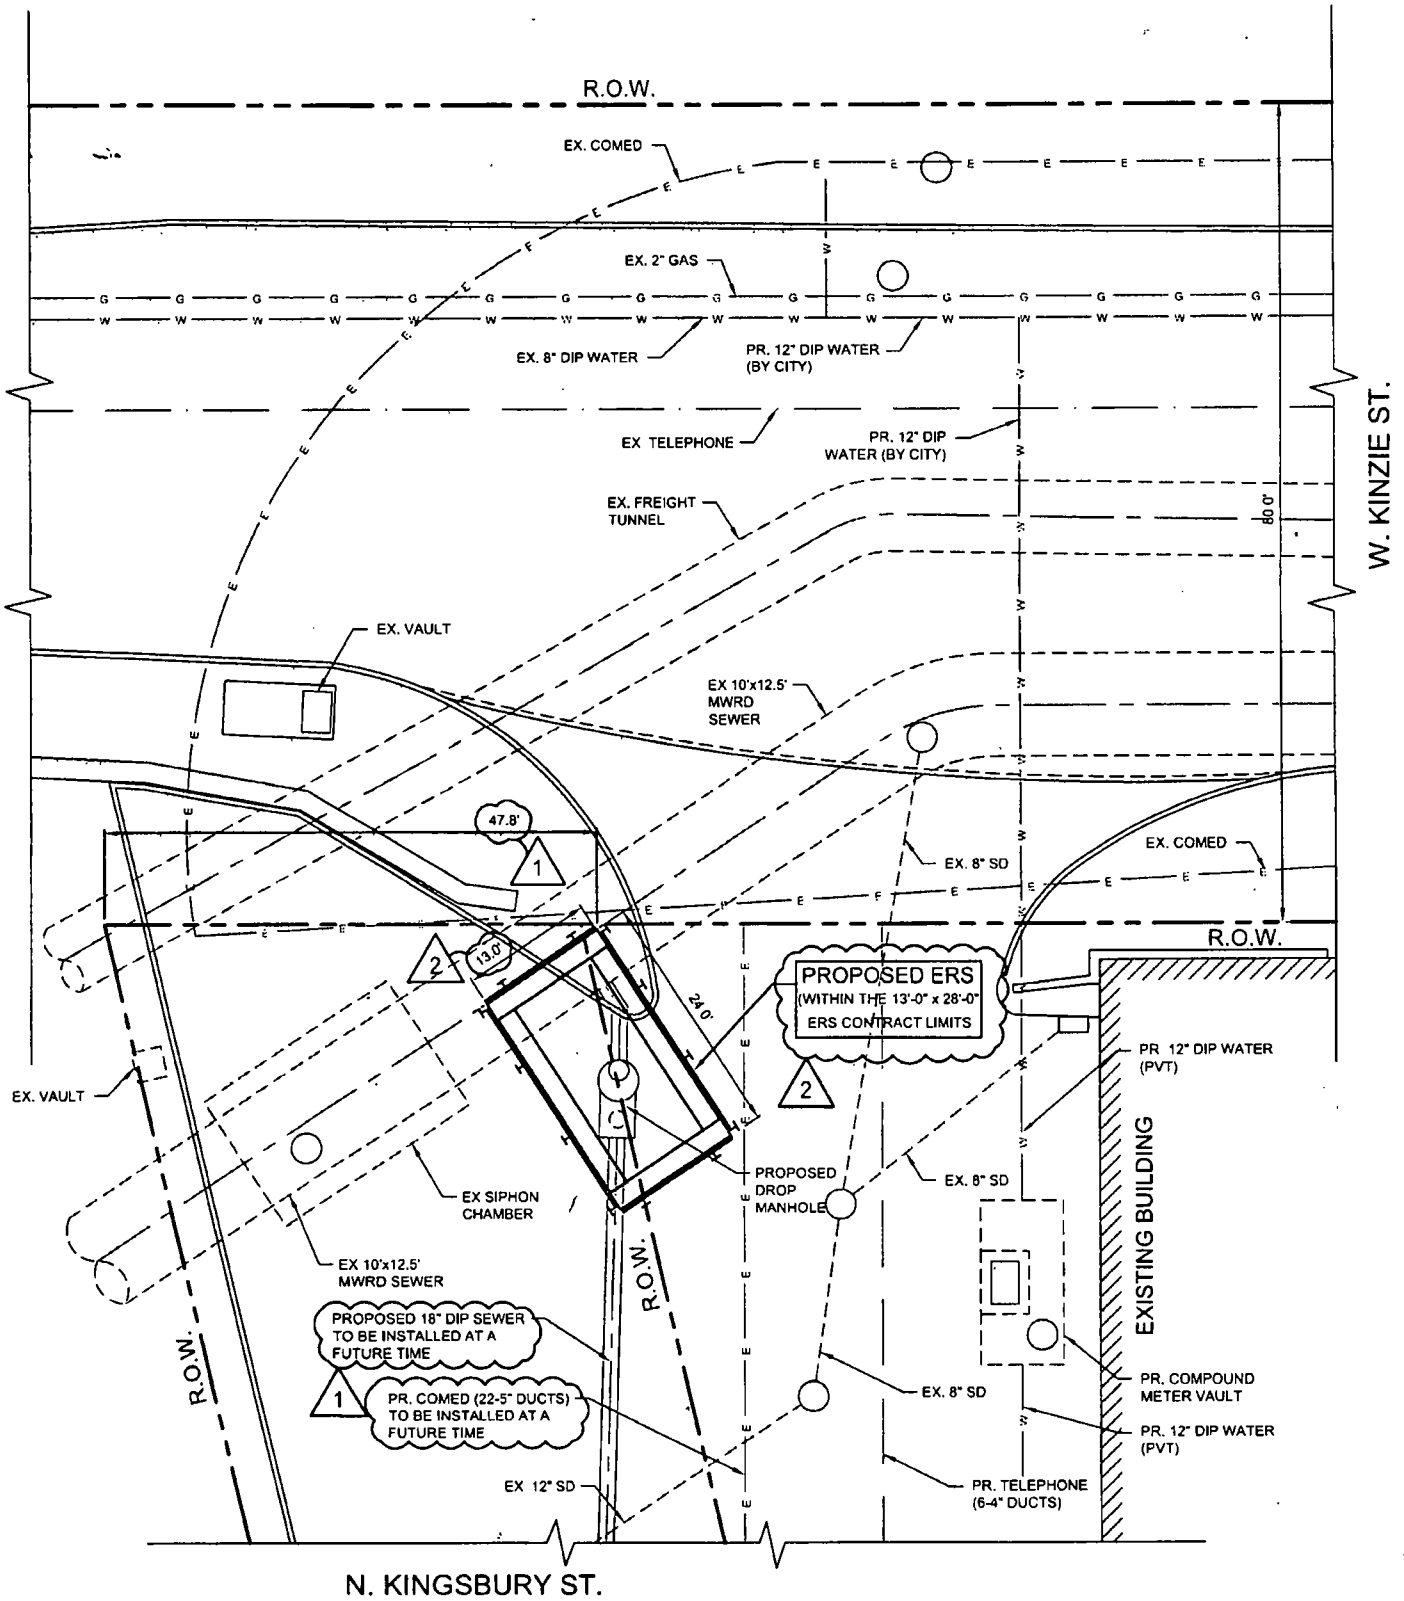 R.O.W.
EX. COMED
EX. 2" GAS
EX. 8" DIP WATER
PR. 12" DIP WATER
(BY CITY)
EX TELEPHONE
PR. 12" DIP
WATER (BY CITY)
W. KINZIE ST.
EX. FREIGHT
TUNNEL
80 0'
EX. VAULT
EX 10'x12.5'
MWRD
SEWER
47.8'
1
EX. 8" SD
EX. COMED
R.O.W.
2
13.0'
24 0'
PROPOSED ERS
(WITHIN THE 13'-0" x 28'-0"
ERS CONTRACT LIMITS
2
PR 12" DIP WATER
(PVT)
EX. VAULT
EXISTING BUILDING
PROPOSED
DROP
MANHOLE
EX. 8" SD
EX SIPHON
CHAMBER
EX 10'x12.5'
MWRD SEWER
R.O.W.
R.O.W.
PROPOSED 18" DIP SEWER
TO BE INSTALLED AT A
FUTURE TIME
1
PR. COMED (22-5" DUCTS)
TO BE INSTALLED AT A
FUTURE TIME
EX. 8" SD
PR. COMPOUND
METER VAULT
PR. 12" DIP WATER
(PVT)
EX 12" SD
PR. TELEPHONE
(6-4" DUCTS)
N. KINGSBURY ST.